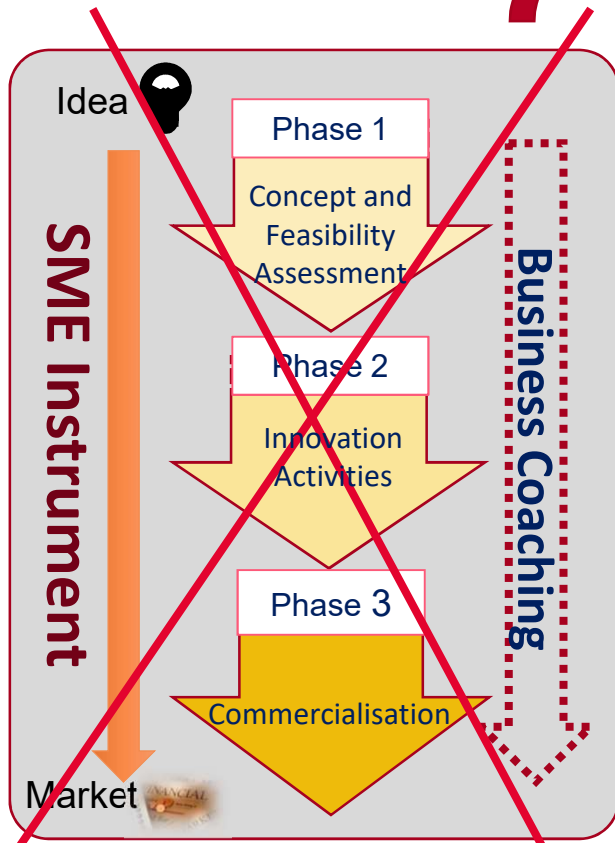 Idea
Phase 1
Concept and
Feasibility
Assessment
SME Instrument
Business Coaching
Phase 2
Innovation
Activities
Phase 3
Commercialisation
Market
FINANCIAL